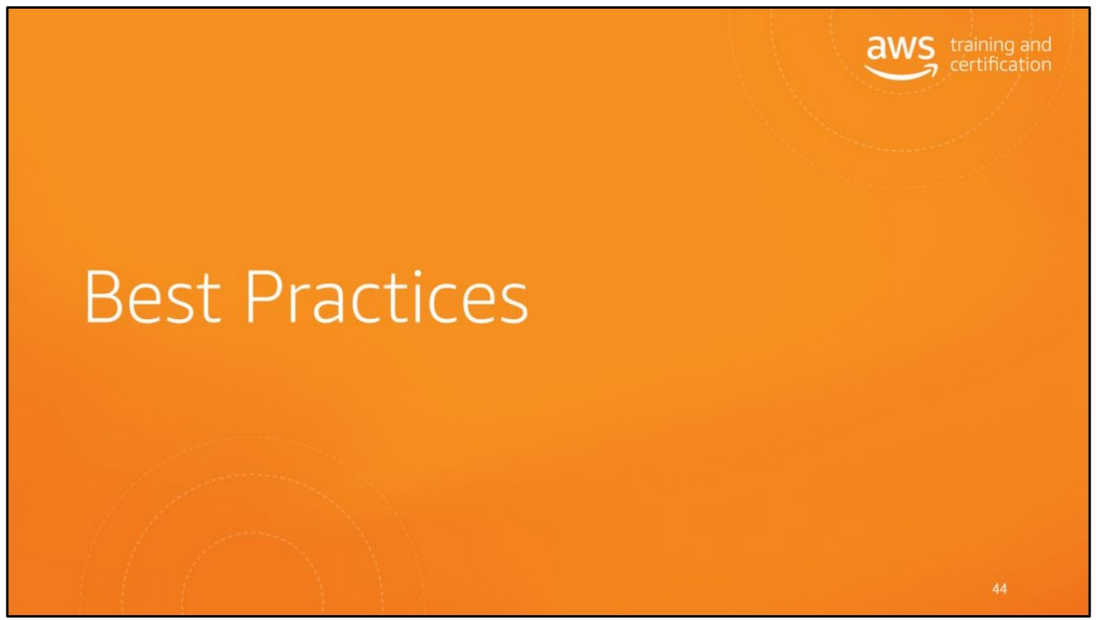 aws training and
certification
Best Practices
44